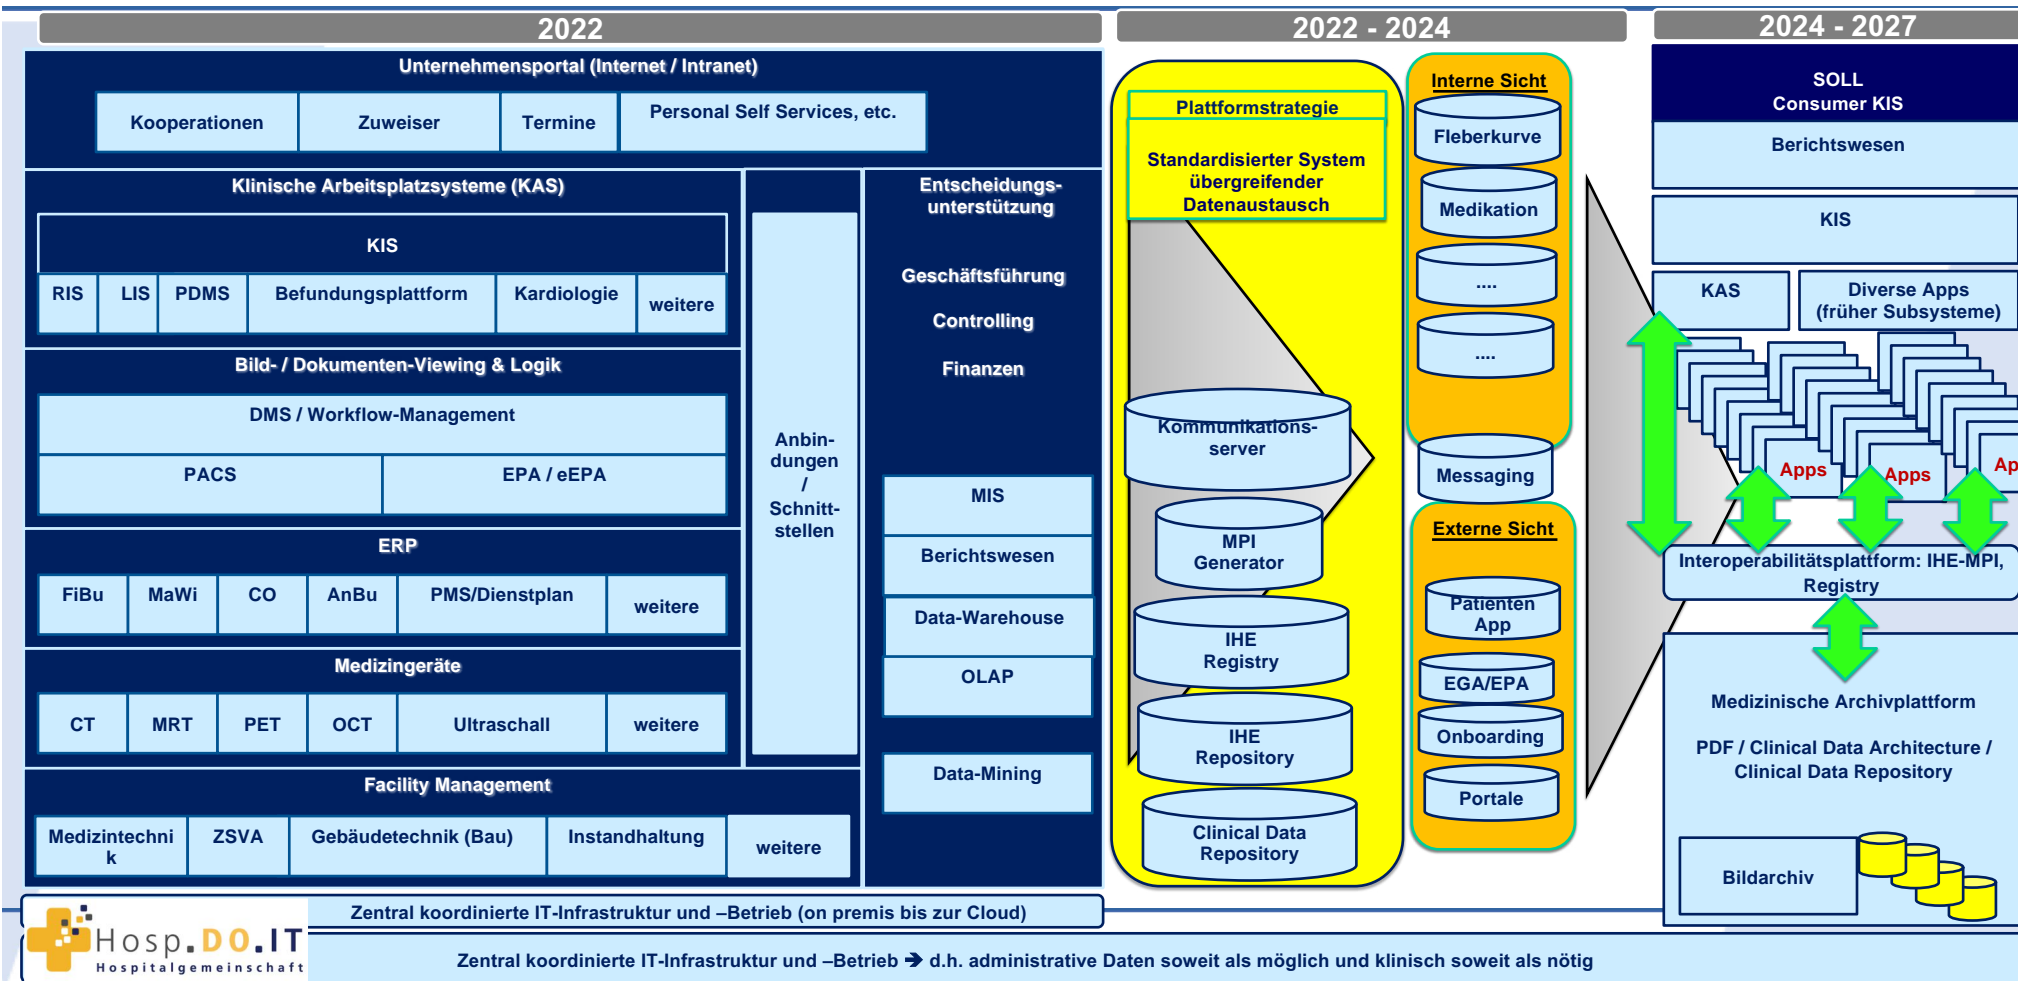 2022
2022 - 2024
2024 - 2027
Unternehmensportal (Internet / Intranet)
Kooperationen
Zuweiser
Termine
Personal Self Services, etc.
Klinische Arbeitsplatzsysteme (KAS)
KIS
RIS
LIS
PDMS
Befundungsplattform
Kardiologie
weitere
Bild- / Dokumenten-Viewing & Logik
DMS / Workflow-Management
PACS
EPA / eEPA
ERP
FiBu
MaWi
CO
AnBu
PMS/Dienstplan
weitere
Medizingeräte
CT
MRT
PET
OCT
Ultraschall
weitere
Facility Management
Medizintechni
k
ZSVA
Gebäudetechnik (Bau)
Instandhaltung
weitere
Anbin-
dungen
/
Schnitt-
stellen
Entscheidungs-
unterstützung
Geschäftsführung
Controlling
Finanzen
MIS
Berichtswesen
Data-Warehouse
OLAP
Data-Mining
Plattformstrategie
Standardisierter System
übergreifender
Datenaustausch
Kommunikations-
server
MPI
Generator
IHE
Registry
IHE
Repository
Clinical Data
Repository
Interne Sicht
Fleberkurve
Medikation
....
....
Messaging
Externe Sicht
Patienten
App
EGA/EPA
Onboarding
Portale
SOLL
Consumer KIS
Berichtswesen
KIS
KAS
Diverse Apps
(früher Subsysteme)
Apps
Apps
Ap
Interoperabilitätsplattform: IHE-MPI,
Registry
Medizinische Archivplattform
PDF / Clinical Data Architecture /
Clinical Data Repository
Bildarchiv
Zentral koordinierte IT-Infrastruktur und –Betrieb (on premis bis zur Cloud)
Hosp.DO.IT
Hospitalgemeinschaft
Zentral koordinierte IT-Infrastruktur und –Betrieb ➔ d.h. administrative Daten soweit als möglich und klinisch soweit als nötig